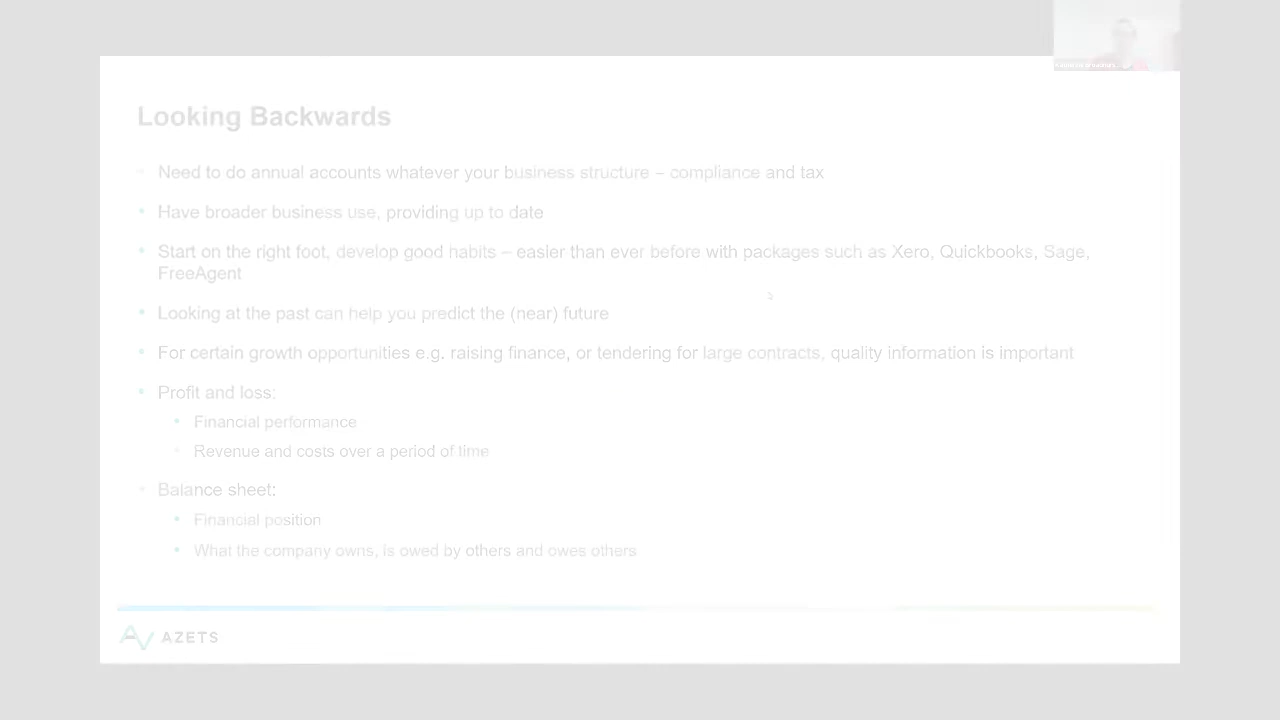 Looking Backwards
• Need to do annual accounts whatever your business structure – compliance and tax
• Have broader business use, providing up to date
• Start on the right foot, develop good habits – easier than ever before with packages such as Xero, Quickbooks, Sage,
FreeAgent
• Looking at the past can help you predict the (near) future
• For certain growth opportunities e.g. raising finance, or tendering for large contracts, quality information is important
• Profit and loss:
• Financial performance
• Revenue and costs over a period of time
• Balance sheet:
• Financial position
• What the company owns, is owed by others and owes others
AZETS